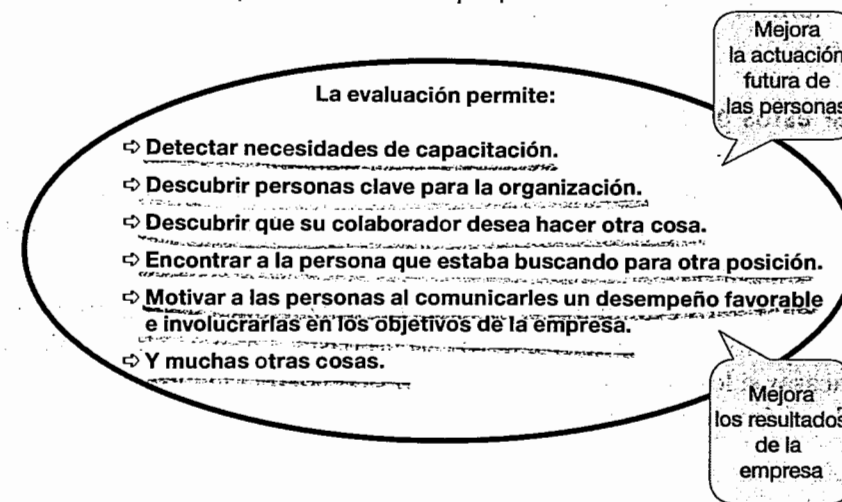 Mejora
la actuación
futura de
las personas
La evaluación permite:
⇨ Detectar necesidades de capacitación.
⇨ Descubrir personas clave para la organización.
⇨ Descubrir que su colaborador desea hacer otra cosa.
⇨ Encontrar a la persona que estaba buscando para otra posición.
⇨ Motivar a las personas al comunicarles un desempeño favorable
e involucrarlas en los objetivos de la empresa.
⇨ Y muchas otras cosas.
Mejora
los resultados
de la
empresa